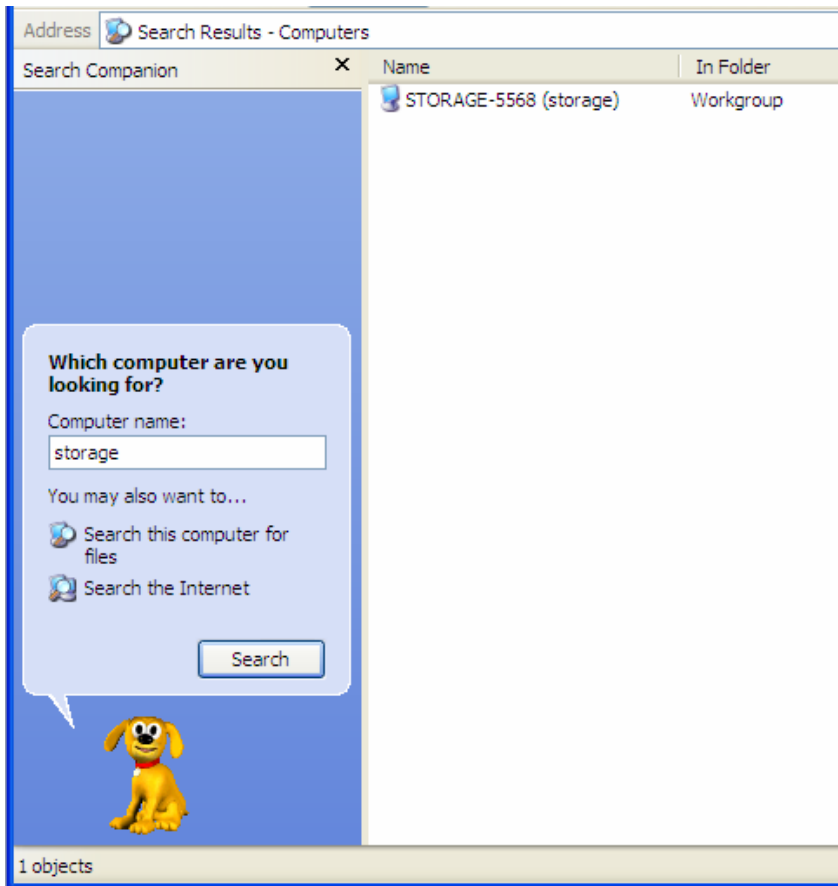 Address Search Results - Computers
Search Companion
Name In Folder
STORAGE-5568 (storage) Workgroup
Which computer are you
looking for?
Computer name:
storage
You may also want to...
Search this computer for
files
Search the Internet
Search
1 objects